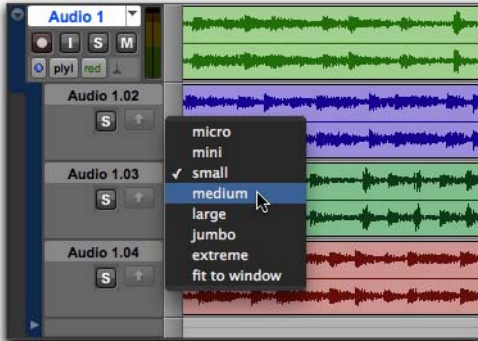 Audio 1
I S M
plyl red
Audio 1.02
S
micro
mini
Audio 1.03
✓ small
medium
S
large
jumbo
Audio 1.04
extreme
S
fit to window